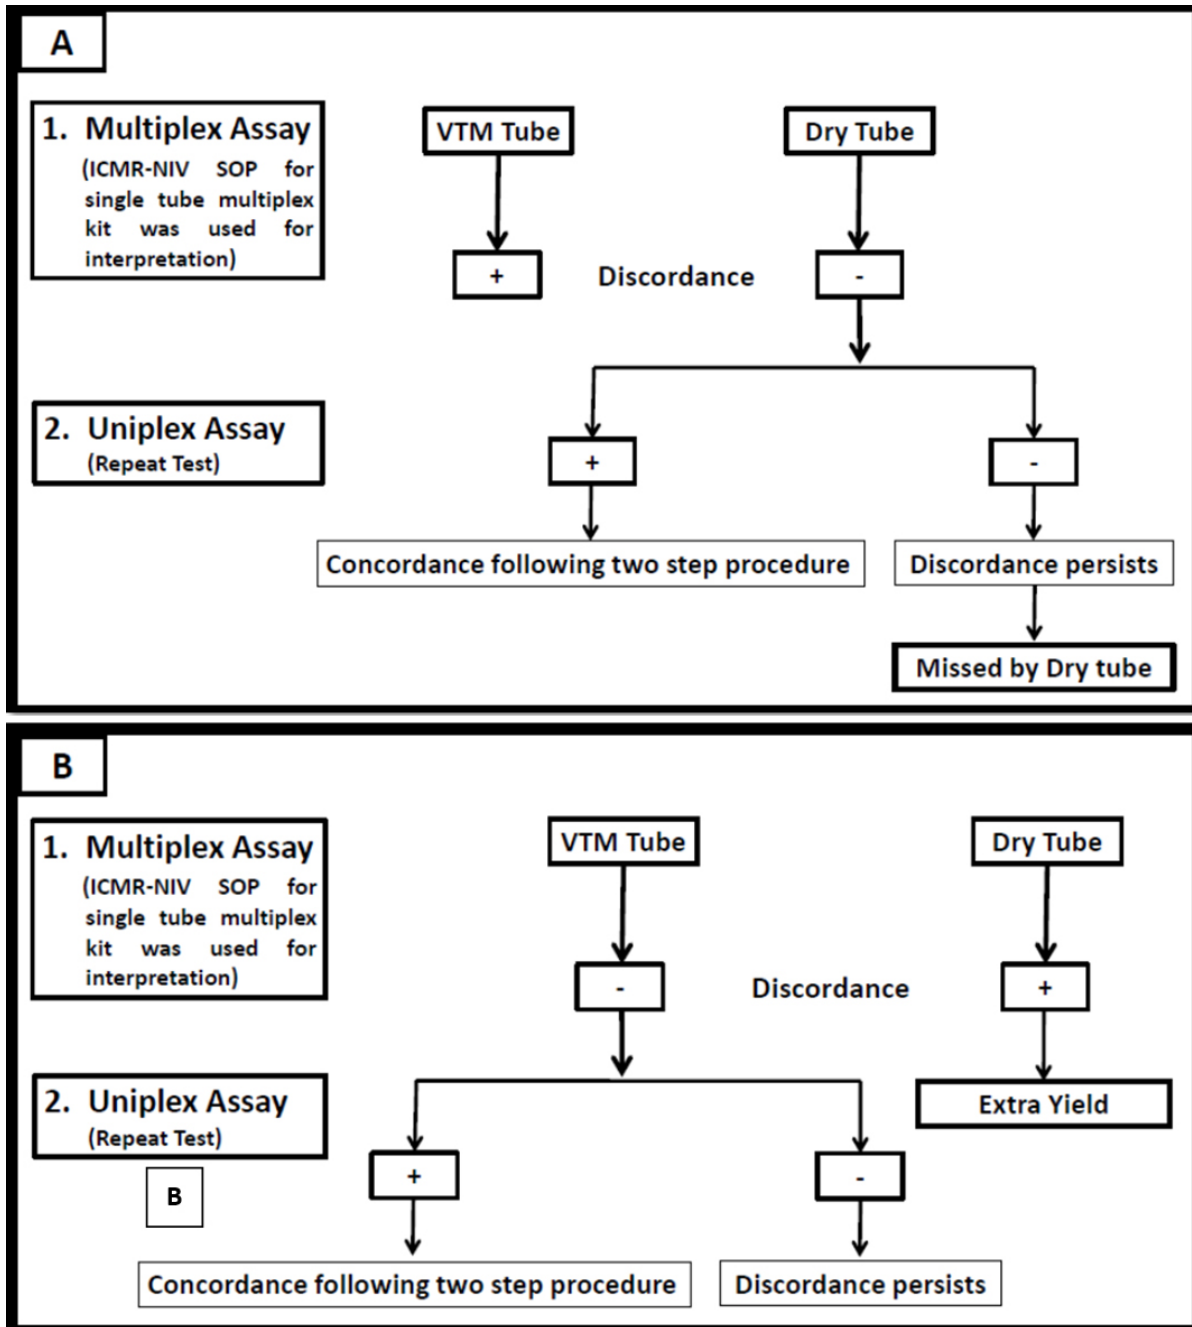 A
1. Multiplex Assay
(ICMR-NIV SOP for
single tube multiplex
kit was used for
interpretation)
VTM Tube
Dry Tube
+
Discordance
-
2. Uniplex Assay
(Repeat Test)
+
-
Concordance following two step procedure
Discordance persists
Missed by Dry tube
B
1. Multiplex Assay
(ICMR-NIV SOP for
single tube multiplex
kit was used for
interpretation)
VTM Tube
Dry Tube
-
Discordance
+
2. Uniplex Assay
(Repeat Test)
Extra Yield
B
+
-
Concordance following two step procedure
Discordance persists